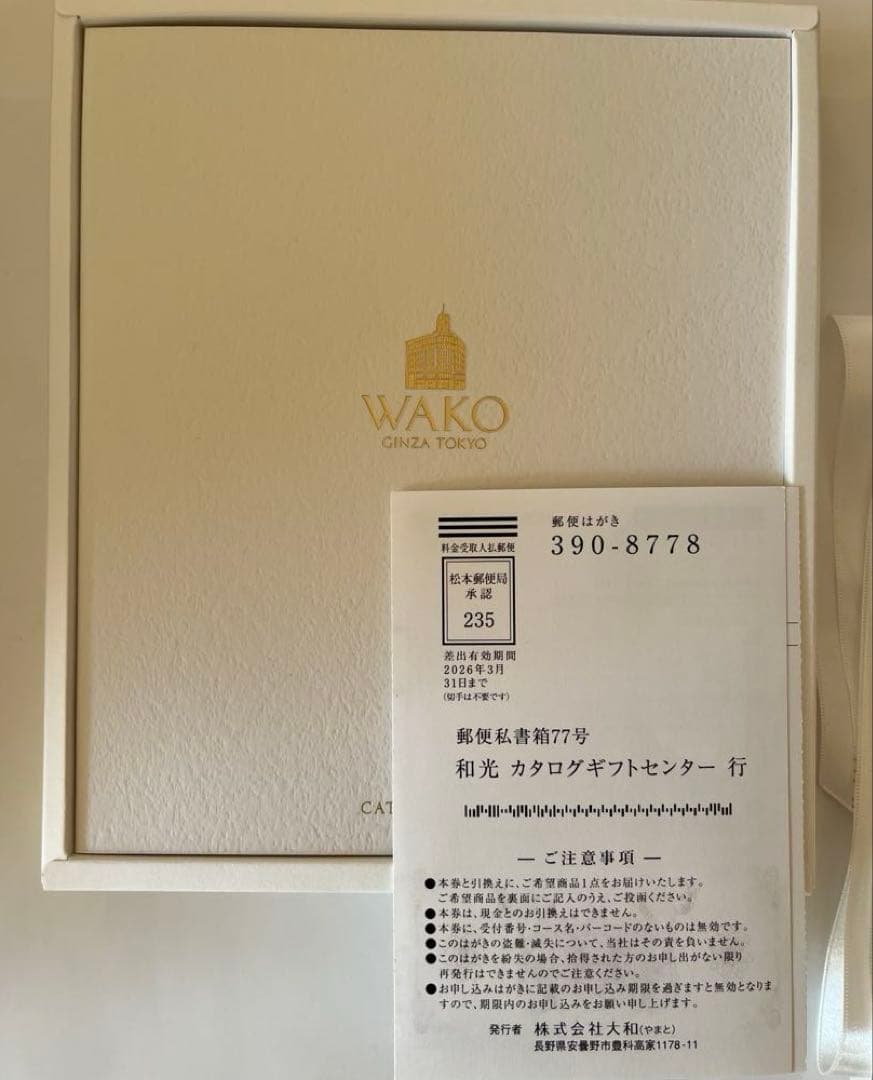 WAKO
GINZA TOKYO
CAT
郵便はがき
390-8778
料金受取人払郵便
松本郵便局
承認
235
差出有効期間
2026年3月
31日まで
(切手は不要です)
郵便私書箱77号
和光 カタログギフトセンター 行
― ご注意事項 ―
●本券と引換えに、ご希望商品1点をお届けいたします。
ご希望商品を裏面にご記入のうえ、ご投函ください。
●本券は、現金とのお引換えはできません。
●本券に、受付番号・コース名・バーコードのないものは無効です。
●このはがきの盗難・滅失について、当社はその責を負いません。
●このはがきを紛失の場合、拾得された方のお申し出がない限り
再発行はできませんのでご注意ください。
●お申し込みはがきに記載のお申し込み期限を過ぎますと無効となりま
すので、期限内のお申し込みをお願い申し上げます。
発行者 株式会社大和(やまと)
長野県安曇野市豊科高家1178-11